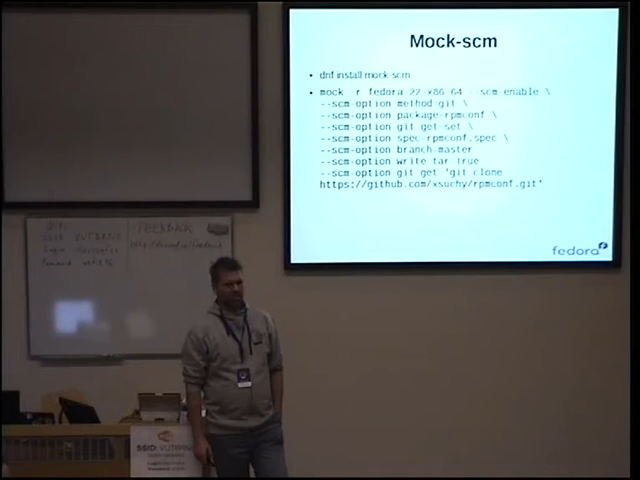 Mock-scm
• dnf install mock-scm
• mock -r fedora-22-x86_64 --scm-enable \
--scm-option method=git \
--scm-option package=rpmconf \
--scm-option git_get=set \
--scm-option spec=rpmconf.spec \
--scm-option branch=master
--scm-option write_tar=True
--scm-option git_get='git clone
https://github.com/xsuchy/rpmconf.git'
fedora
FEEDBACK
SSID: VUTBRNO